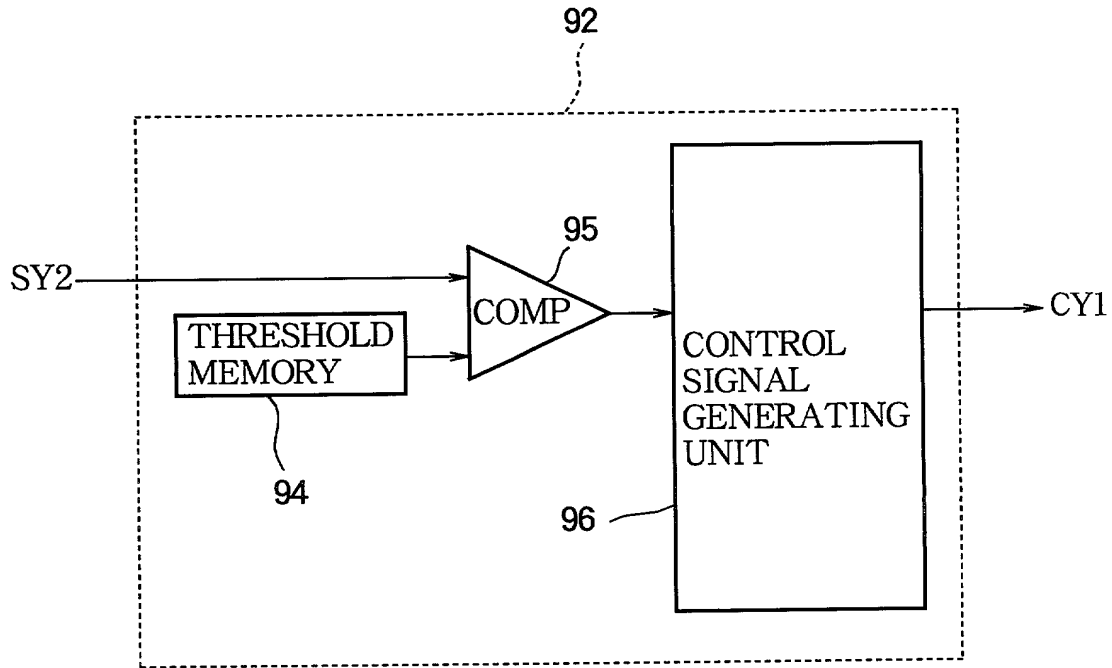 92
95
SY2
COMP
CY1
THRESHOLD
MEMORY
CONTROL
SIGNAL
GENERATING
UNIT
94
96